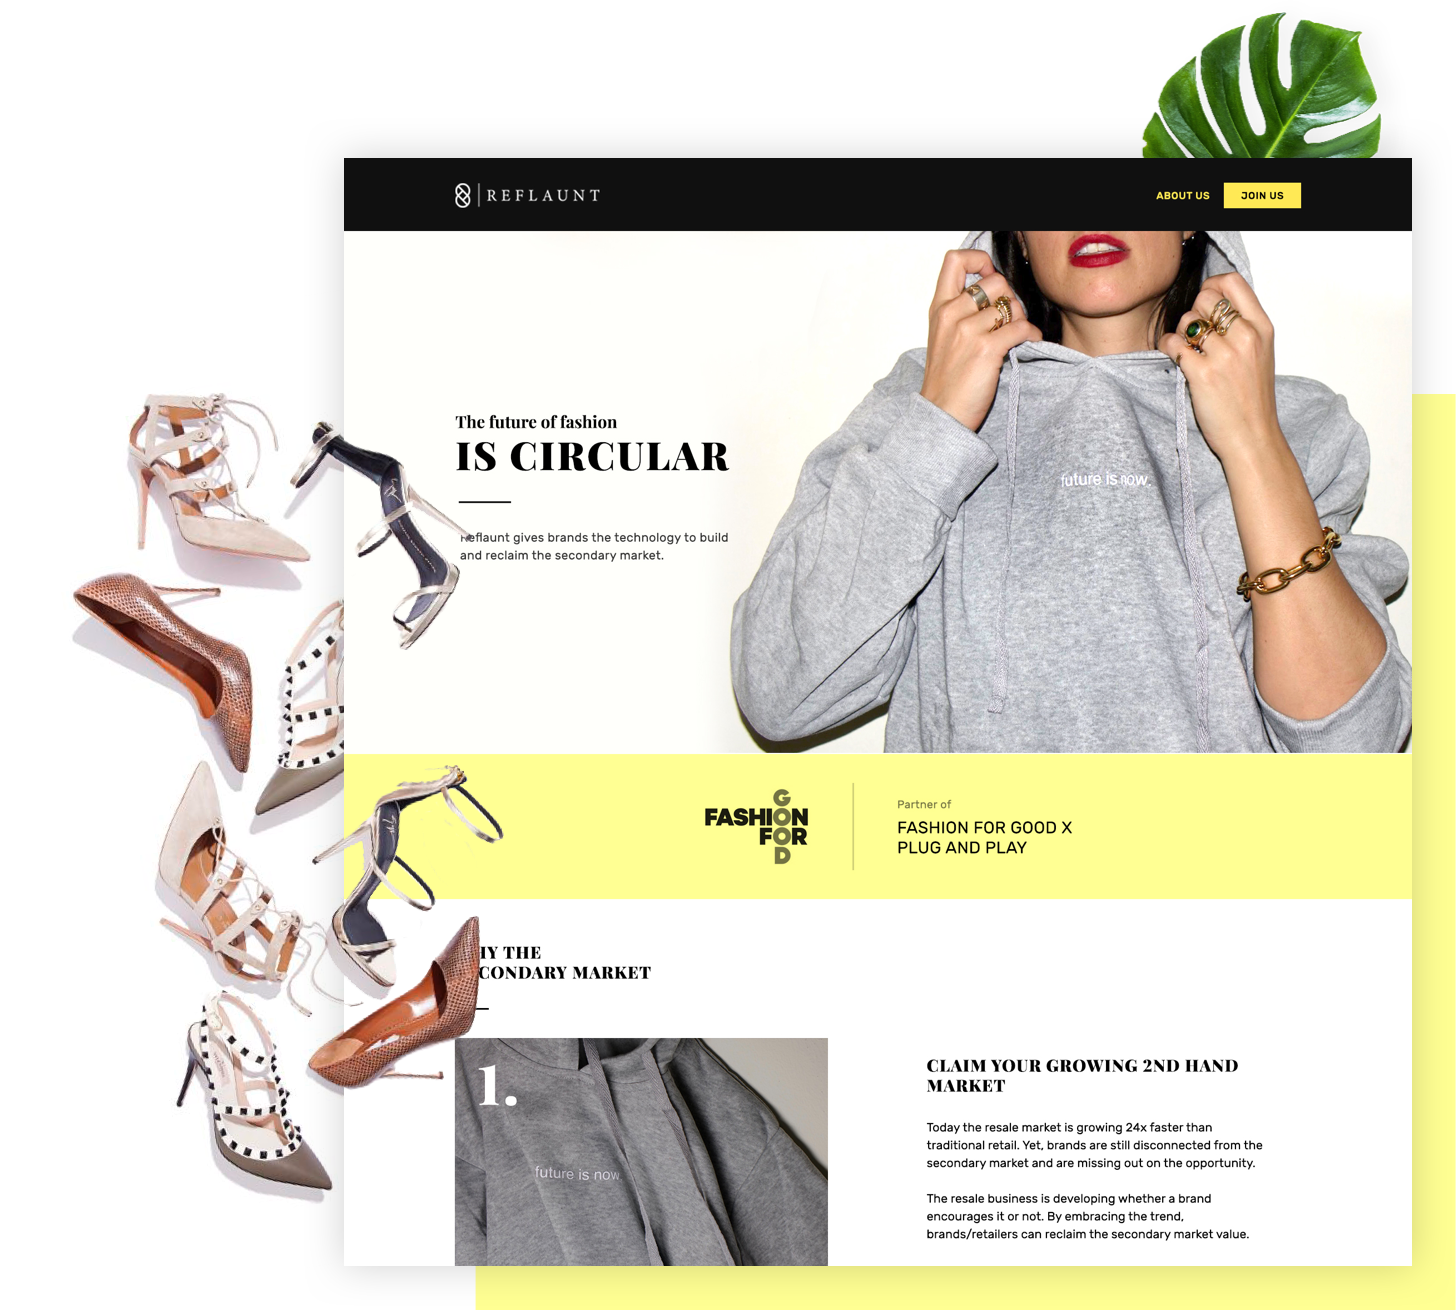 REFLAUNT
ABOUT US
JOIN US
The future of fashion
IS CIRCULAR
future is now.
Reflaunt gives brands the technology to build
and reclaim the secondary market.
FASHION
FOR
GOOD
Partner of
FASHION FOR GOOD X
PLUG AND PLAY
THE
MARKET
1.
future is now
CLAIM YOUR GROWING 2ND HAND
MARKET
Today the resale market is growing 24x faster than
traditional retail. Yet, brands are still disconnected from the
secondary market and are missing out on the opportunity.
The resale business is developing whether a brand
encourages it or not. By embracing the trend,
brands/retailers can reclaim the secondary market value.